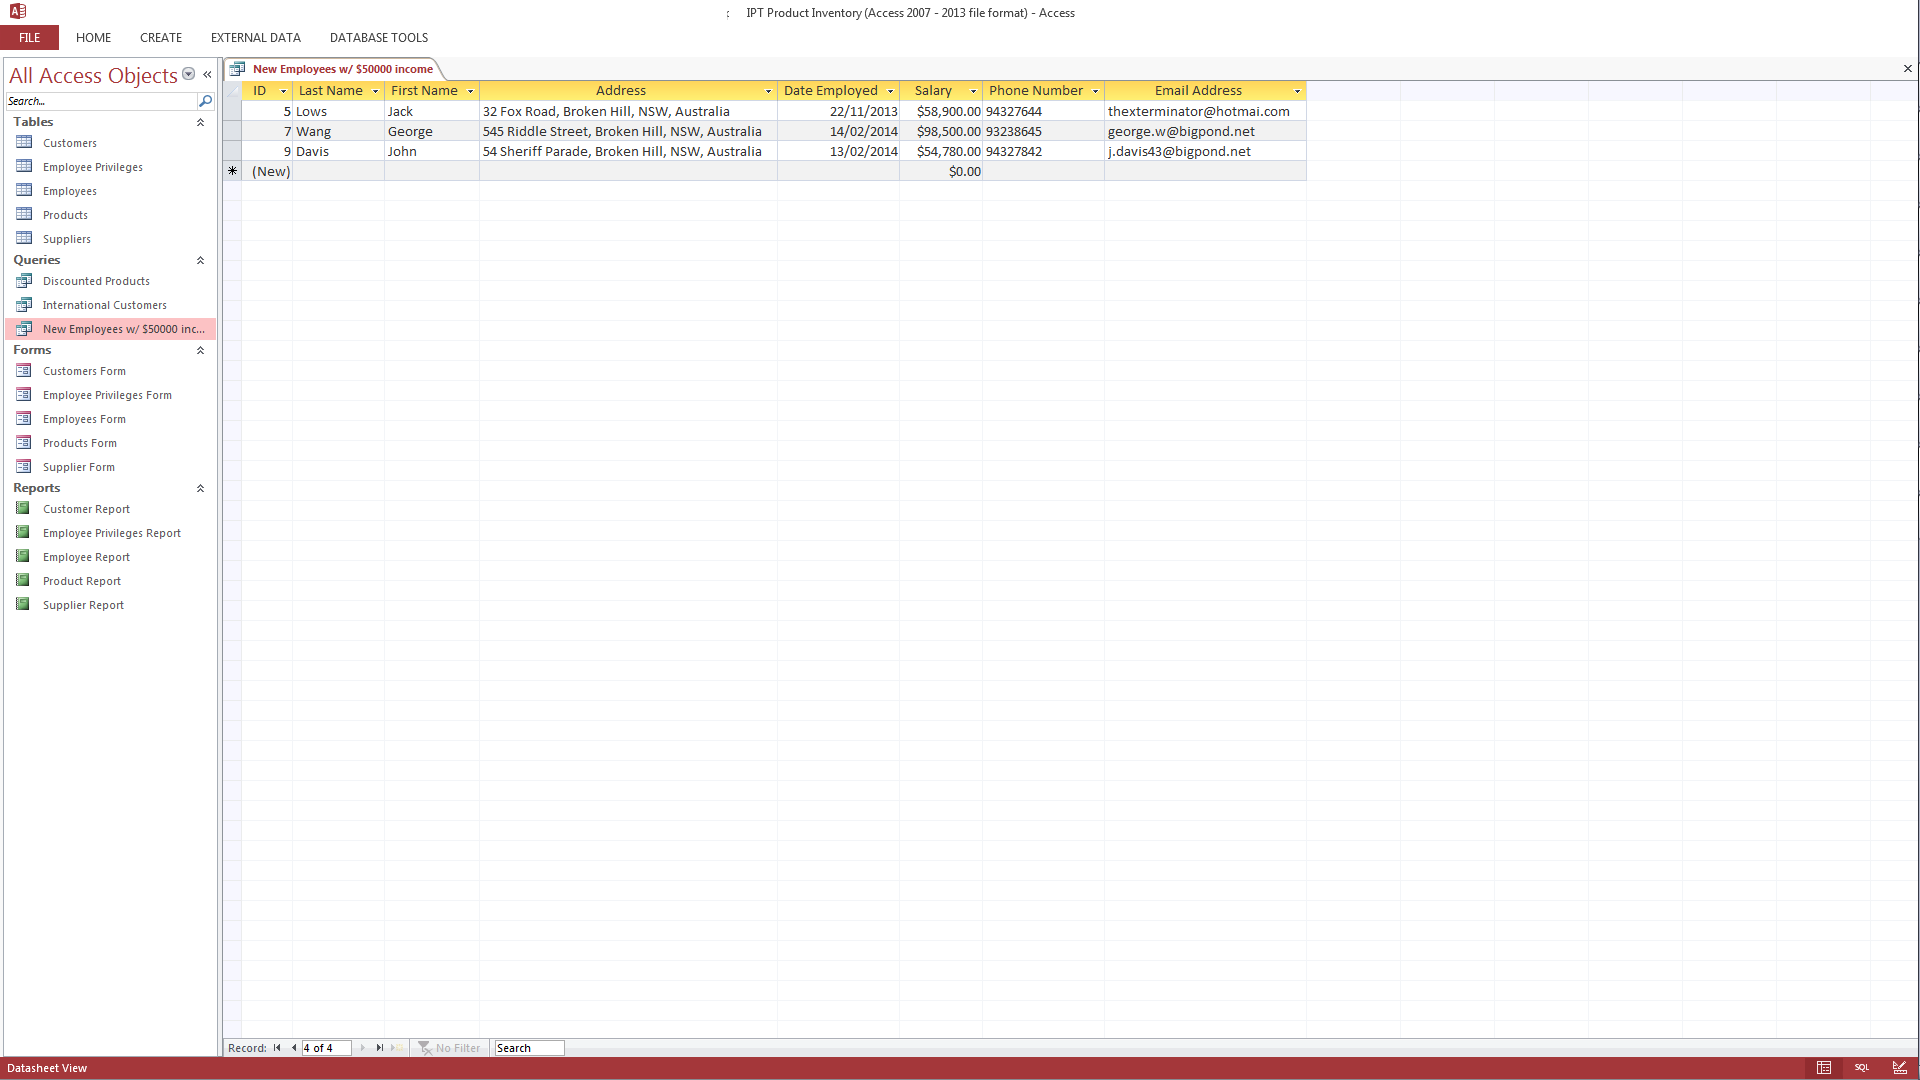 IPT Product Inventory (Access 2007 - 2013 file format) - Access
FILE HOME CREATE EXTERNAL DATA DATABASE TOOLS
All Access Objects
Search...
Tables
Customers
Employee Privileges
Employees
Products
Suppliers
Queries
Discounted Products
International Customers
New Employees w/ $50000 inc...
Forms
Customers Form
Employee Privileges Form
Employees Form
Products Form
Supplier Form
Reports
Customer Report
Employee Privileges Report
Employee Report
Product Report
Supplier Report
New Employees w/ $50000 income
ID Last Name First Name Address Date Employed Salary Phone Number Email Address
5 Lows Jack 32 Fox Road, Broken Hill, NSW, Australia 22/11/2013 $58,900.00 94327644 thexterminator@hotmai.com
7 Wang George 545 Riddle Street, Broken Hill, NSW, Australia 14/02/2014 $98,500.00 93238645 george.w@bigpond.net
9 Davis John 54 Sheriff Parade, Broken Hill, NSW, Australia 13/02/2014 $54,780.00 94327842 j.davis43@bigpond.net
(New) $0.00
Record: 4 of 4 No Filter Search
Datasheet View SQL